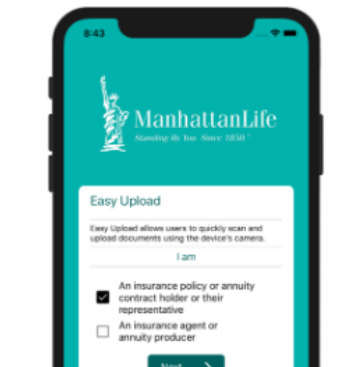 8:43
ManhattanLife
Standing By You. Since 1850.
Easy Upload
Easy Upload allows users to quickly scan and
upload documents using the device's camera.
I am
An insurance policy or annuity
contract holder or their
representative
An insurance agent or
annuity producer
Next